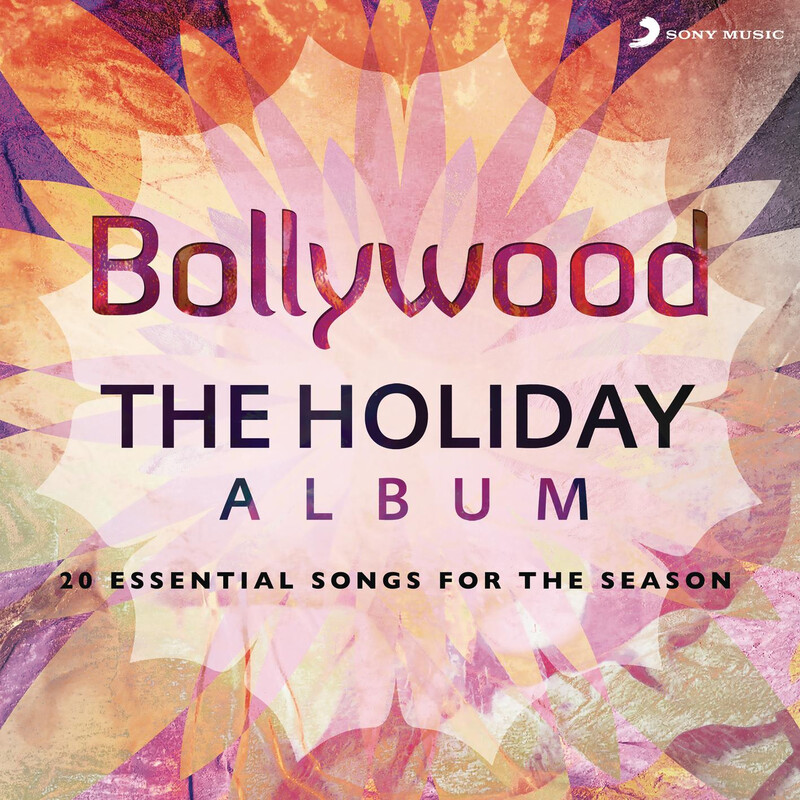 SONY MUSIC
Bollywood
THE HOLIDAY
ALBUM
20 ESSENTIAL SONGS FOR THE SEASON